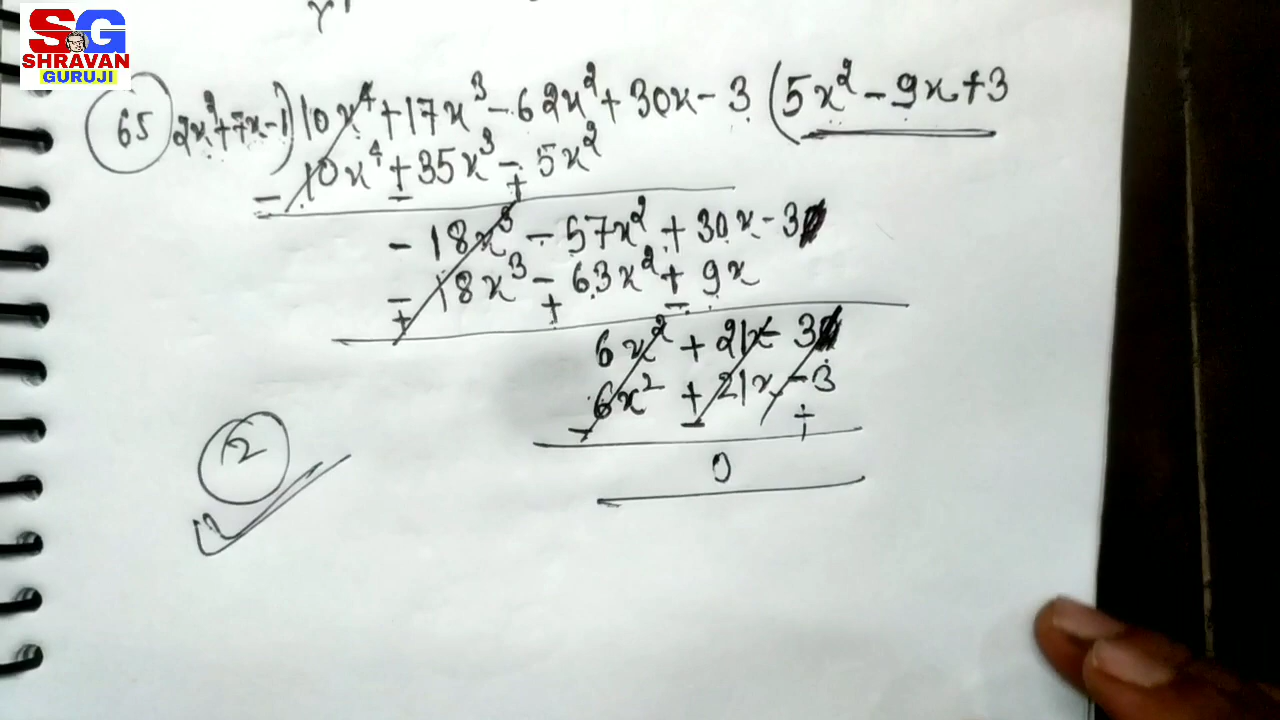 SG
SHRAVAN
GURUJI
65 2x²+7x-1)10x⁴+17x³-62x²+30x-3(5x²-9x+3
10x⁴+35x³-5x²
- - +
-18x³-57x²+30x-3
-18x³-63x²+9x
+ + -
6x²+21x-3
6x²+21x-3
- - +
0
2